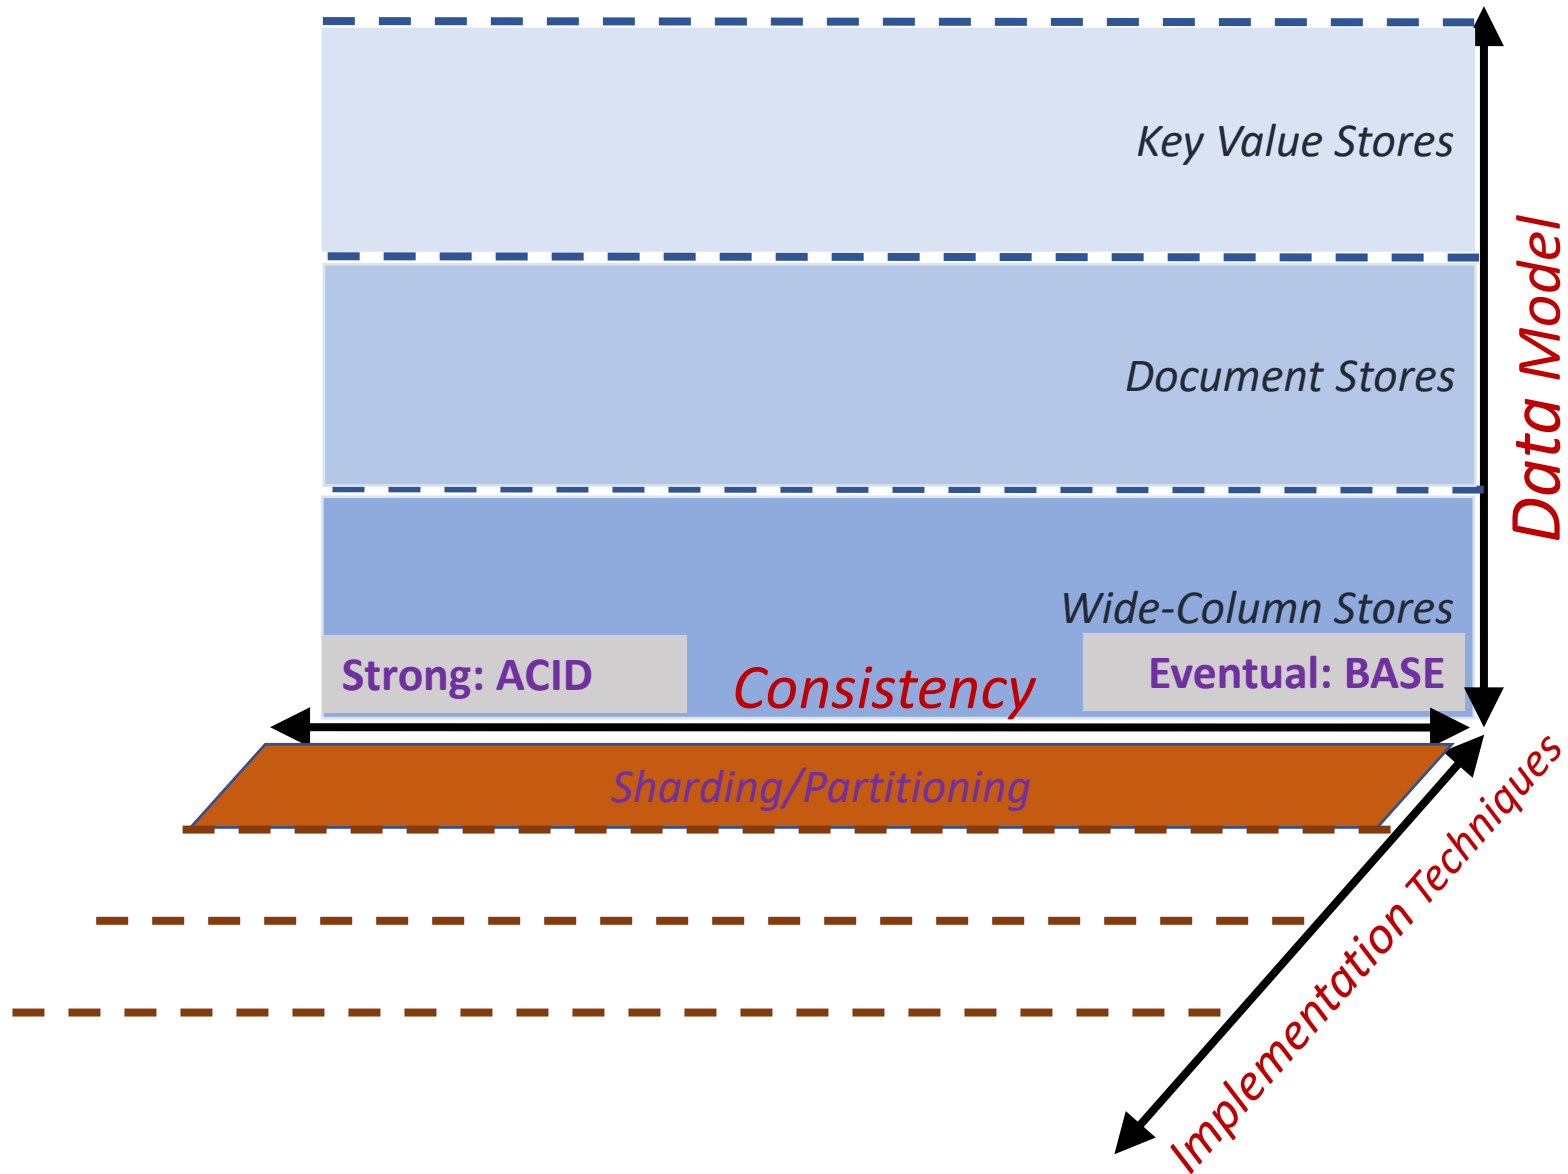 Key Value Stores
Document Stores
Data Model
Wide-Column Stores
Strong: ACID
Consistency
Eventual: BASE
Sharding/Partitioning
Implementation Techniques